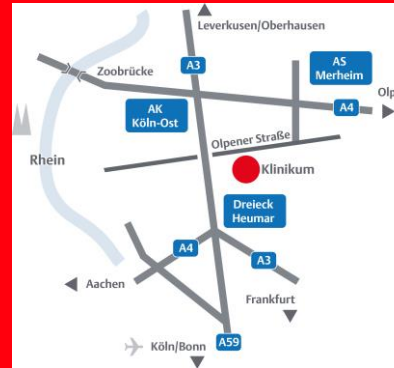 Leverkusen/Oberhausen
A3
Zoobrücke
AS
Merheim
A4
AK
Köln-Ost
Olpener Straße
Rhein
Klinikum
Dreieck
Heumar
A4
A3
Aachen
Frankfurt
Köln/Bonn
A59